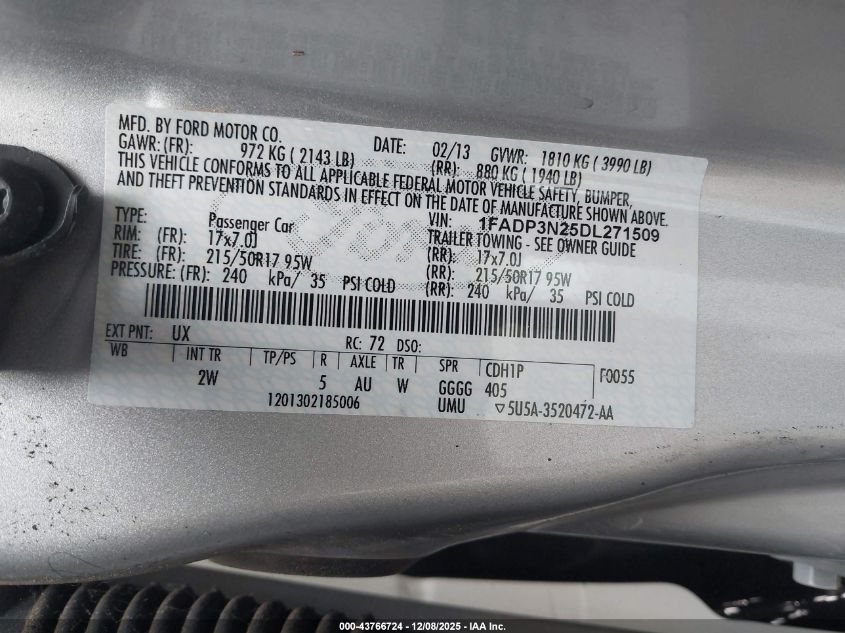 MFD. BY FORD MOTOR CO. DATE: 02/13 GVWR: 1810 KG ( 3990 LB)
GAWR: (FR): 972 KG ( 2143 LB) (RR): 880 KG ( 1940 LB)
THIS VEHICLE CONFORMS TO ALL APPLICABLE FEDERAL MOTOR VEHICLE SAFETY, BUMPER,
AND THEFT PREVENTION STANDARDS IN EFFECT ON THE DATE OF MANUFACTURE SHOWN ABOVE.
TYPE: Passenger Car VIN: 1FADP3N25DL271509
TRAILER TOWING - SEE OWNER GUIDE
RIM: (FR): 17x7.0J (RR): 17x7.0J
TIRE: (FR): 215/50R17 95W (RR): 215/50R17 95W
PRESSURE: (FR): 240 kPa/ 35 PSI COLD (RR): 240 kPa/ 35 PSI COLD
EXT PNT: UX RC: 72 DSO:
WB INT TR TP/PS R AXLE TR SPR CDH1P F0055
2W 5 AU W GGGG 405
1201302185006 UMU ▽5U5A-3520472-AA
000-43766724 | 12/08/2025 - IAA Inc.